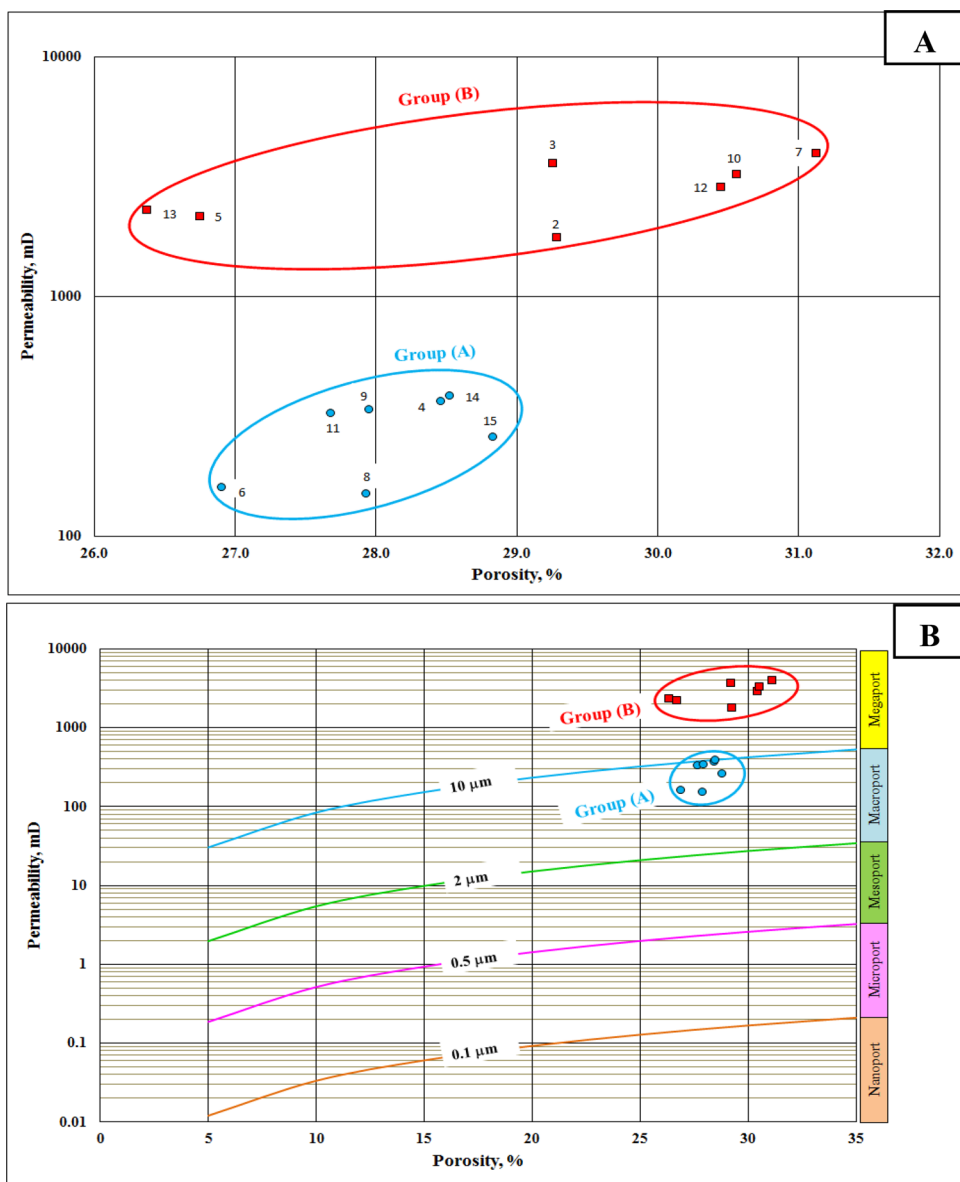 A
10000
Group (B)
3
7
10
12
13
5
2
1000
Permeability, mD
Group (A)
9
4
14
11
15
8
6
100
26.0 27.0 28.0 29.0 30.0 31.0 32.0
Porosity, %
B
10000
Megaport
Group (B)
1000
10 µm
Macroport
Group (A)
100
Permeability, mD
2 µm
Mesoport
10
0.5 µm
Microport
1
0.1 µm
Nanoport
0.1
0.01
0 5 10 15 20 25 30 35
Porosity, %